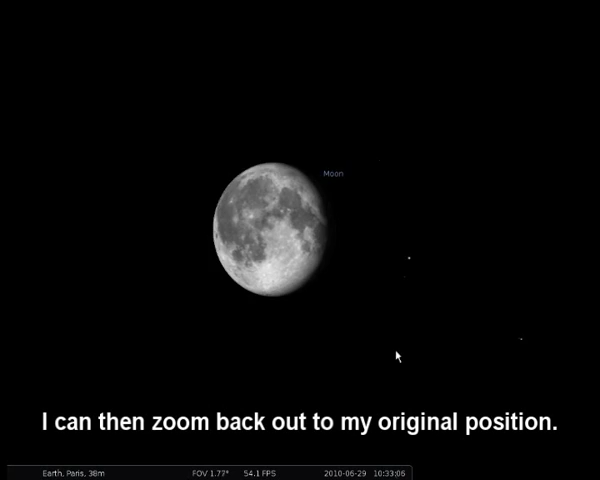 Moon
I can then zoom back out to my original position.
Earth, Paris, 38m FOV 1.77° 54.1 FPS 2010-06-29 10:33:06